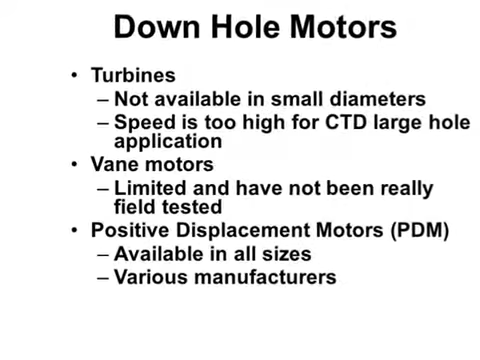 Down Hole Motors
• Turbines
– Not available in small diameters
– Speed is too high for CTD large hole
application
• Vane motors
– Limited and have not been really
field tested
• Positive Displacement Motors (PDM)
– Available in all sizes
– Various manufacturers